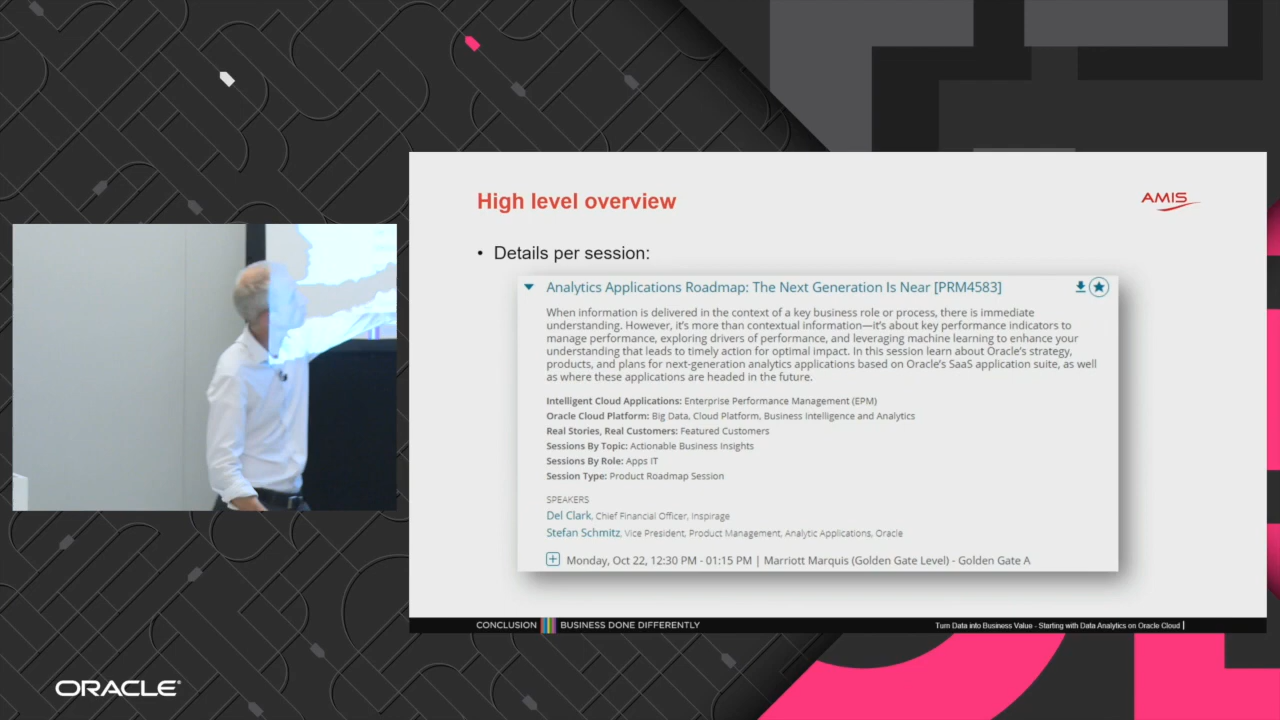 High level overview
AMIS
• Details per session:
Analytics Applications Roadmap: The Next Generation Is Near [PRM4583]
When information is delivered in the context of a key business role or process, there is immediate
understanding. However, it's more than contextual information—it's about key performance indicators to
manage performance, exploring drivers of performance, and leveraging machine learning to enhance your
understanding that leads to timely action for optimal impact. In this session learn about Oracle's strategy,
products, and plans for next-generation analytics applications based on Oracle's SaaS application suite, as well
as where these applications are headed in the future.
Intelligent Cloud Applications: Enterprise Performance Management (EPM)
Oracle Cloud Platform: Big Data, Cloud Platform, Business Intelligence and Analytics
Real Stories, Real Customers: Featured Customers
Sessions By Topic: Actionable Business Insights
Sessions By Role: Apps IT
Session Type: Product Roadmap Session
SPEAKERS
Del Clark, Chief Financial Officer, Inspirage
Stefan Schmitz, Vice President, Product Management, Analytic Applications, Oracle
Monday, Oct 22, 12:30 PM - 01:15 PM | Marriott Marquis (Golden Gate Level) - Golden Gate A
CONCLUSION BUSINESS DONE DIFFERENTLY
Turn Data into Business Value - Starting with Data Analytics on Oracle Cloud |
ORACLE®